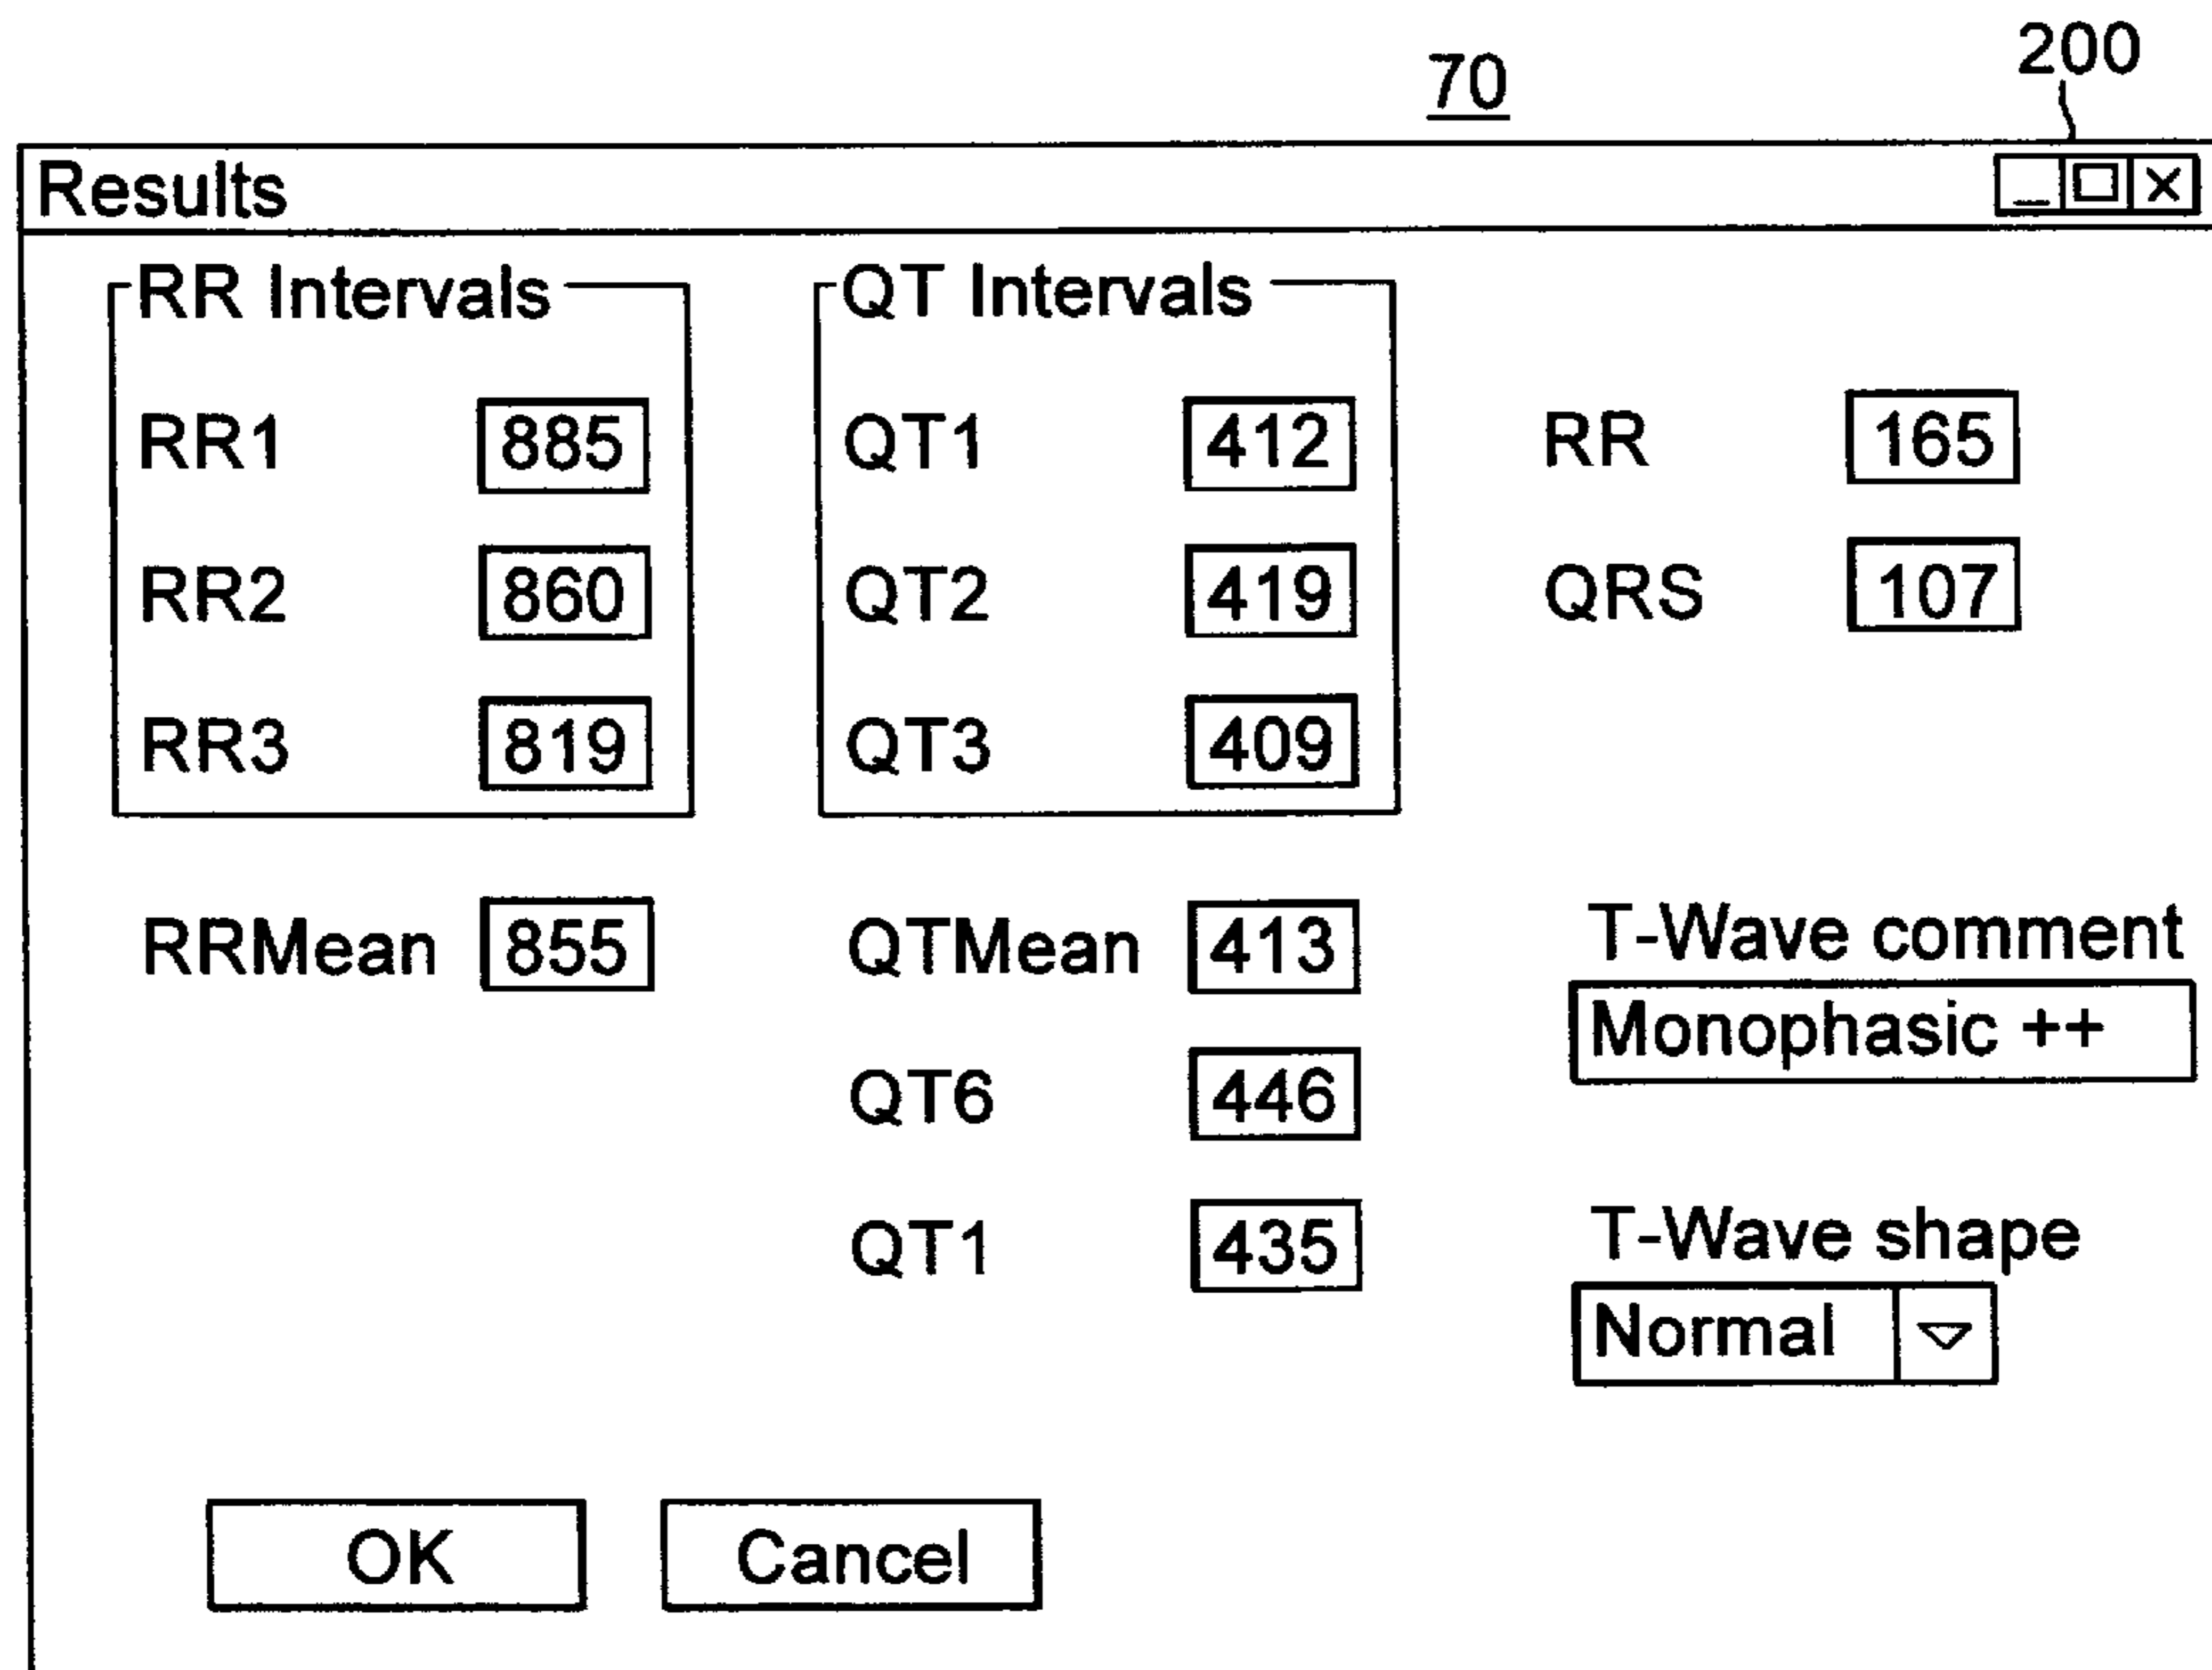 70
200
Results
RR Intervals
RR1 885
RR2 860
RR3 819
RRMean 855
QT Intervals
QT1 412
QT2 419
QT3 409
QTMean 413
QT6 446
QT1 435
RR 165
QRS 107
T-Wave comment
Monophasic ++
T-Wave shape
Normal
OK
Cancel